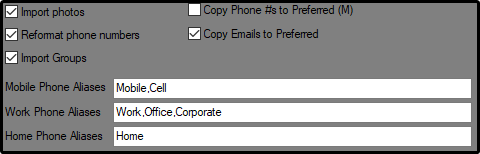 Import photos
Copy Phone #s to Preferred (M)
Reformat phone numbers
Copy Emails to Preferred
Import Groups
Mobile Phone Aliases Mobile,Cell
Work Phone Aliases Work,Office,Corporate
Home Phone Aliases Home